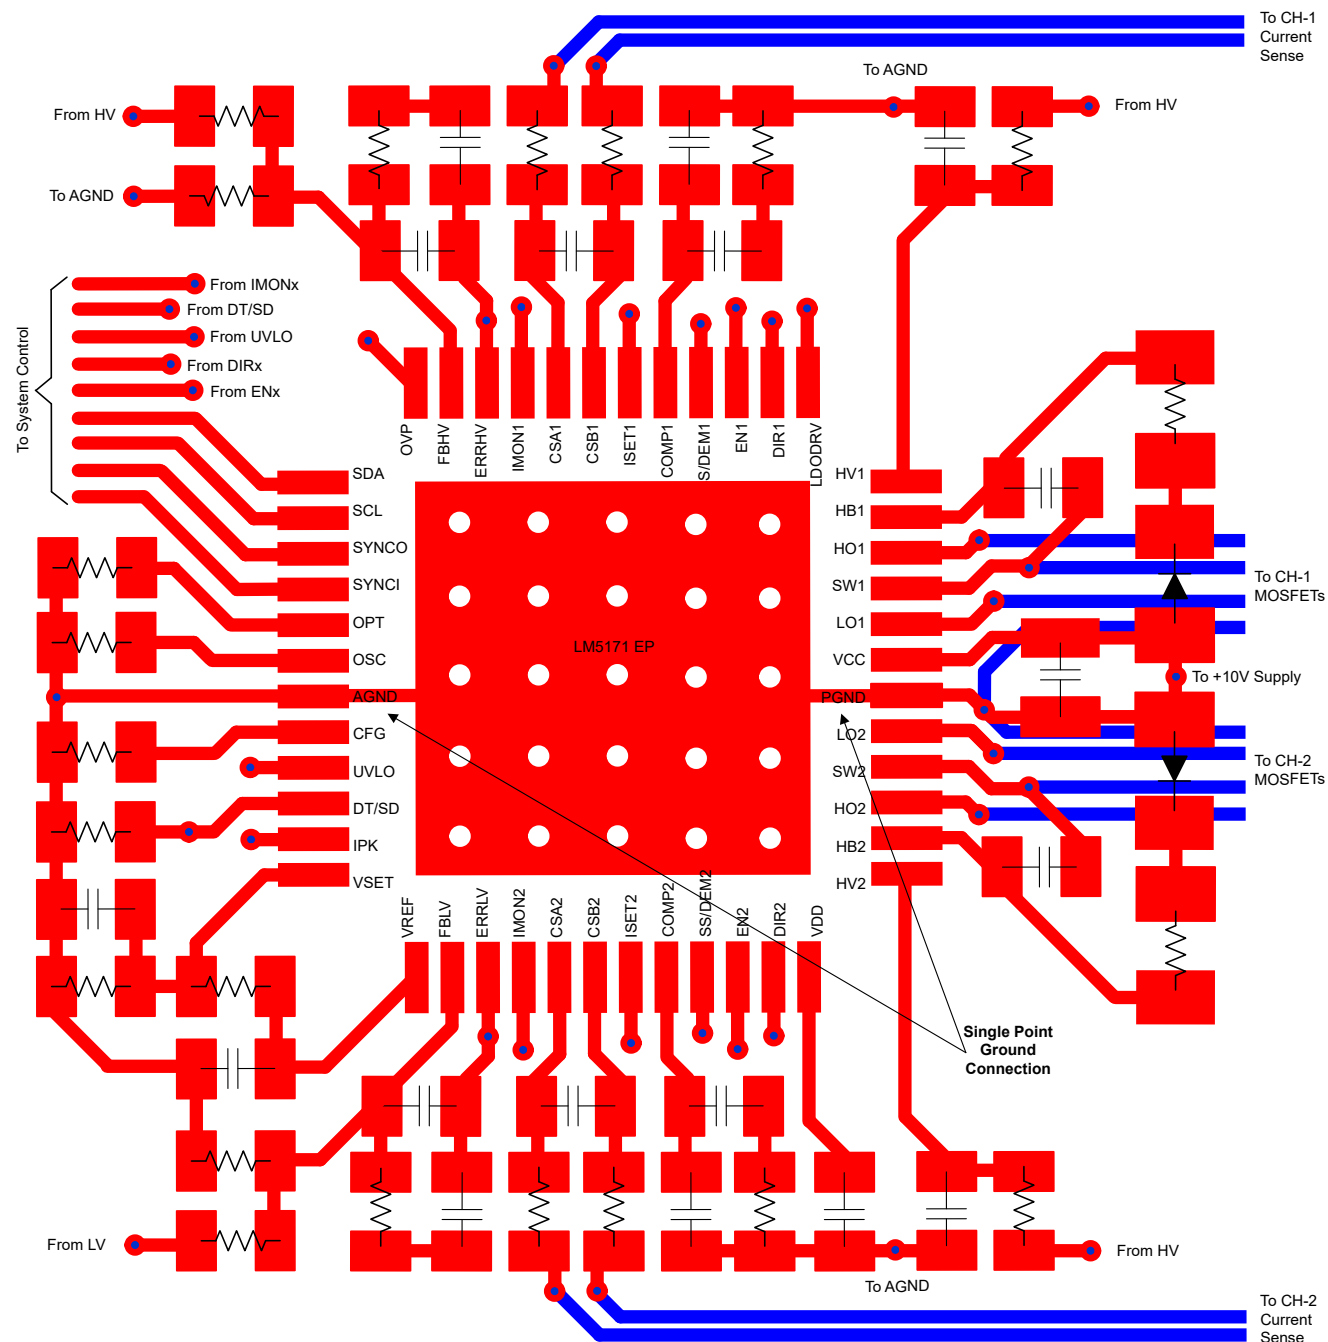 To CH-1
Current
Sense
To AGND
From HV
From HV
To AGND
From IMONx
From DT/SD
From UVLO
From DIRx
From ENx
To System Control
OVP
FBHV
ERRHV
IMON1
CSA1
CSB1
ISET1
COMP1
S/DEM1
EN1
DIR1
LDODRV
SDA
SCL
SYNCO
SYNCI
OPT
OSC
AGND
CFG
UVLO
DT/SD
IPK
VSET
LM5171 EP
HV1
HB1
HO1
SW1
LO1
VCC
PGND
LO2
SW2
HO2
HB2
HV2
To CH-1
MOSFETs
To +10V Supply
To CH-2
MOSFETs
VREF
FBLV
ERRLV
IMON2
CSA2
CSB2
ISET2
COMP2
SS/DEM2
EN2
DIR2
VDD
Single Point
Ground
Connection
From LV
From HV
To AGND
To CH-2
Current
Sense